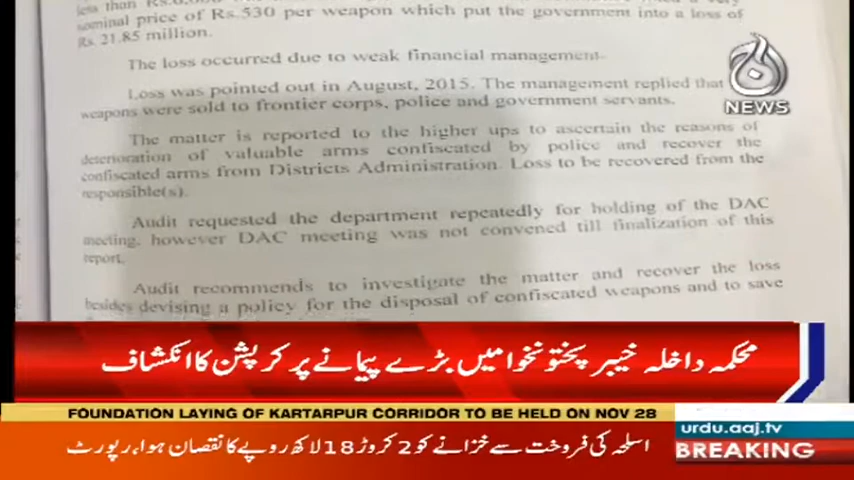 less than
nominal price of Rs.530 per weapon which put the government into a loss of
Rs. 21.85 million.
The loss occurred due to weak financial management.
Loss was pointed out in August, 2015. The management replied that
weapons were sold to frontier corps, police and government servants.
The matter is reported to the higher ups to ascertain the reasons of
deterioration of valuable arms confiscated by police and recover the
confiscated arms from Districts Administration. Loss to be recovered from the
responsible(s).
Audit requested the department repeatedly for holding of the DAC
meeting, however DAC meeting was not convened till finalization of this
report.
Audit recommends to investigate the matter and recover the loss
besides devising a policy for the disposal of confiscated weapons and to save
آج
NEWS
محکمہ داخلہ خیبر پختونخوا میں بڑے پیمانے پر کرپشن کا انکشاف
FOUNDATION LAYING OF KARTARPUR CORRIDOR TO BE HELD ON NOV 28
urdu.aaj.tv
BREAKING
اسلحہ کی فروخت سے خزانے کو 2 کروڑ 18 لاکھ روپے کا نقصان ہوا، رپورٹ